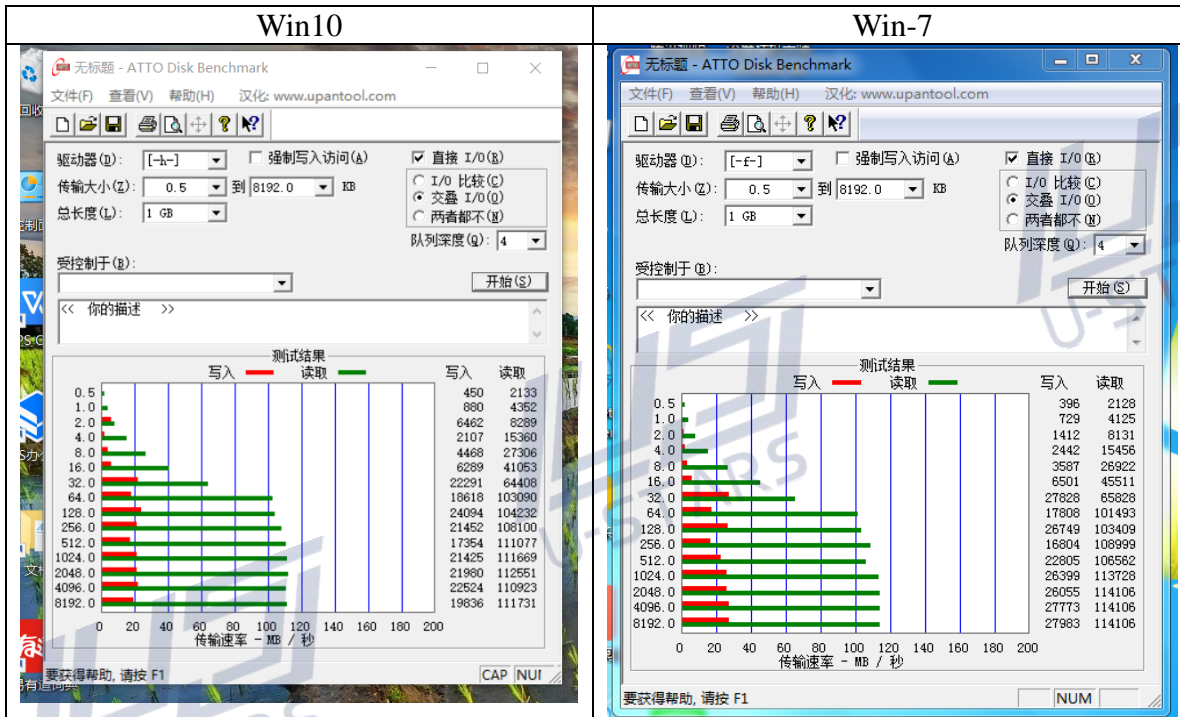 Win10
Win-7
无标题 - ATTO Disk Benchmark
文件(F) 查看(V) 帮助(H) 汉化: www.upantool.com
驱动器(D): [-h-] 强制写入访问(A) 直接 I/O(R)
传输大小(Z): 0.5 到 8192.0 KB
I/O 比较(C)
交叠 I/O(O)
总长度(L): 1 GB
两者都不(N)
队列深度(Q): 4
受控制于(B):
开始(S)
<< 你的描述 >>
测试结果
写入 读取 写入 读取
0.5 450 2133
1.0 880 4352
2.0 6462 8289
4.0 2107 15360
8.0 4468 27306
16.0 6289 41053
32.0 22291 64408
64.0 18618 103090
128.0 24094 104232
256.0 21452 108100
512.0 17354 111077
1024.0 21425 111669
2048.0 21980 112551
4096.0 22524 110923
8192.0 19836 111731
0 20 40 60 80 100 120 140 160 180 200
传输速率 - MB / 秒
要获得帮助, 请按 F1 CAP NUM
无标题 - ATTO Disk Benchmark
文件(F) 查看(V) 帮助(H) 汉化: www.upantool.com
驱动器(D): [-f-] 强制写入访问(A) 直接 I/O(R)
传输大小(Z): 0.5 到 8192.0 KB
I/O 比较(C)
交叠 I/O(O)
总长度(L): 1 GB
两者都不(N)
队列深度(Q): 4
受控制于(B):
开始(S)
<< 你的描述 >>
测试结果
写入 读取 写入 读取
0.5 396 2128
1.0 729 4125
2.0 1412 8131
4.0 2442 15456
8.0 3587 26922
16.0 6501 45511
32.0 27828 65828
64.0 17808 101493
128.0 26749 103409
256.0 16804 108999
512.0 22805 106562
1024.0 26399 113728
2048.0 26055 114106
4096.0 27773 114106
8192.0 27983 114106
0 20 40 60 80 100 120 140 160 180 200
传输速率 - MB / 秒
要获得帮助, 请按 F1 NUM
U-STARS